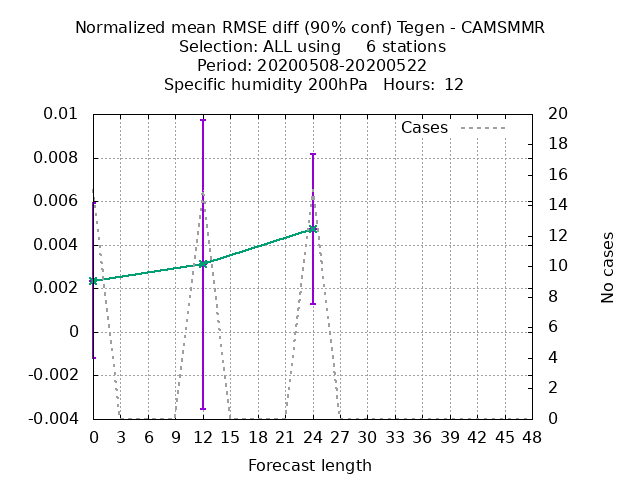 Normalized mean RMSE diff (90% conf) Tegen - CAMSMMR
Selection: ALL using     6 stations
Period: 20200508-20200522
Specific humidity 200hPa   Hours:  12
0.01
0.008
0.006
0.004
0.002
0
-0.002
-0.004
Cases
20
18
16
14
12
10
8
6
4
2
0
No cases
0 3 6 9 12 15 18 21 24 27 30 33 36 39 42 45 48
Forecast length